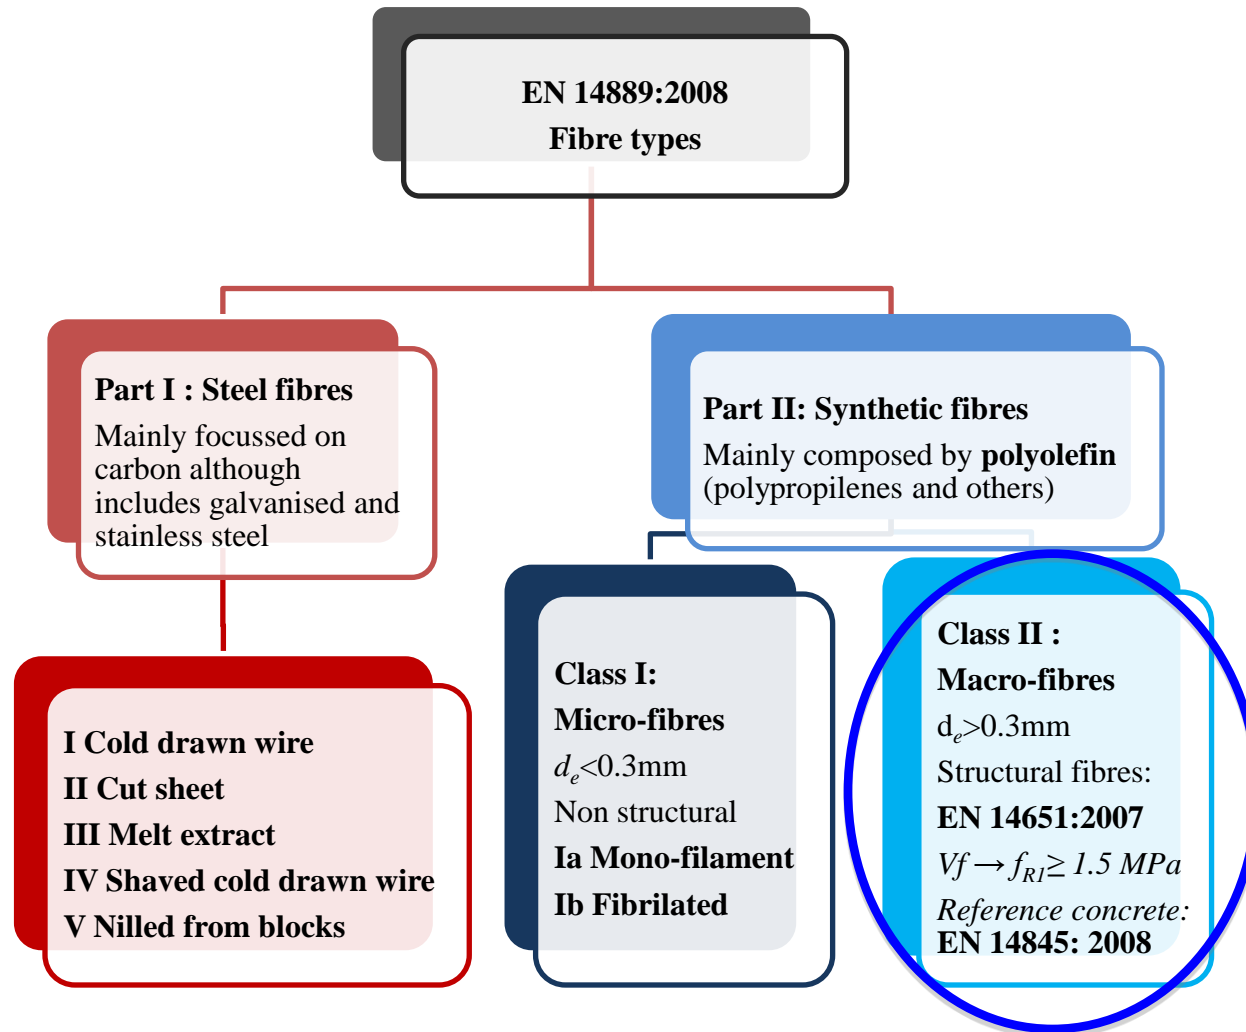 EN 14889:2008
Fibre types
Part I : Steel fibres
Mainly focussed on
carbon although
includes galvanised and
stainless steel
Part II: Synthetic fibres
Mainly composed by polyolefin
(polypropilenes and others)
I Cold drawn wire
II Cut sheet
III Melt extract
IV Shaved cold drawn wire
V Nilled from blocks
Class I:
Micro-fibres
de<0.3mm
Non structural
Ia Mono-filament
Ib Fibrilated
Class II :
Macro-fibres
de>0.3mm
Structural fibres:
EN 14651:2007
Vf → fR1≥ 1.5 MPa
Reference concrete:
EN 14845: 2008